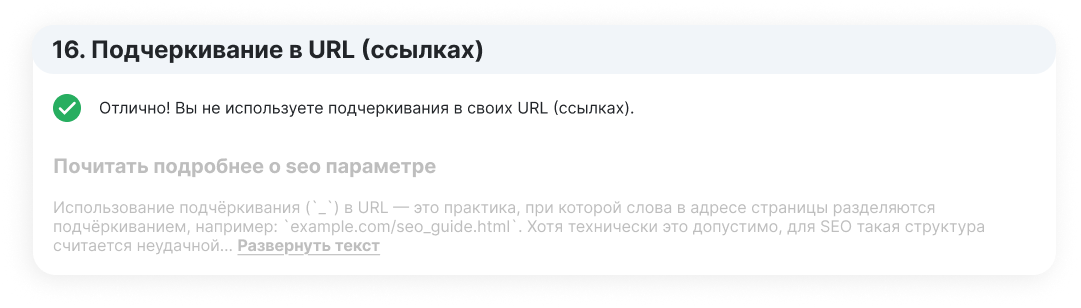 16. Подчеркивание в URL (ссылках)
Отлично! Вы не используете подчеркивания в своих URL (ссылках).
Почитать подробнее о seo параметре
Использование подчёркивания (`_`) в URL — это практика, при которой слова в адресе страницы разделяются
подчёркиванием, например: `example.com/seo_guide.html`. Хотя технически это допустимо, для SEO такая структура
считается неудачной... Развернуть текст